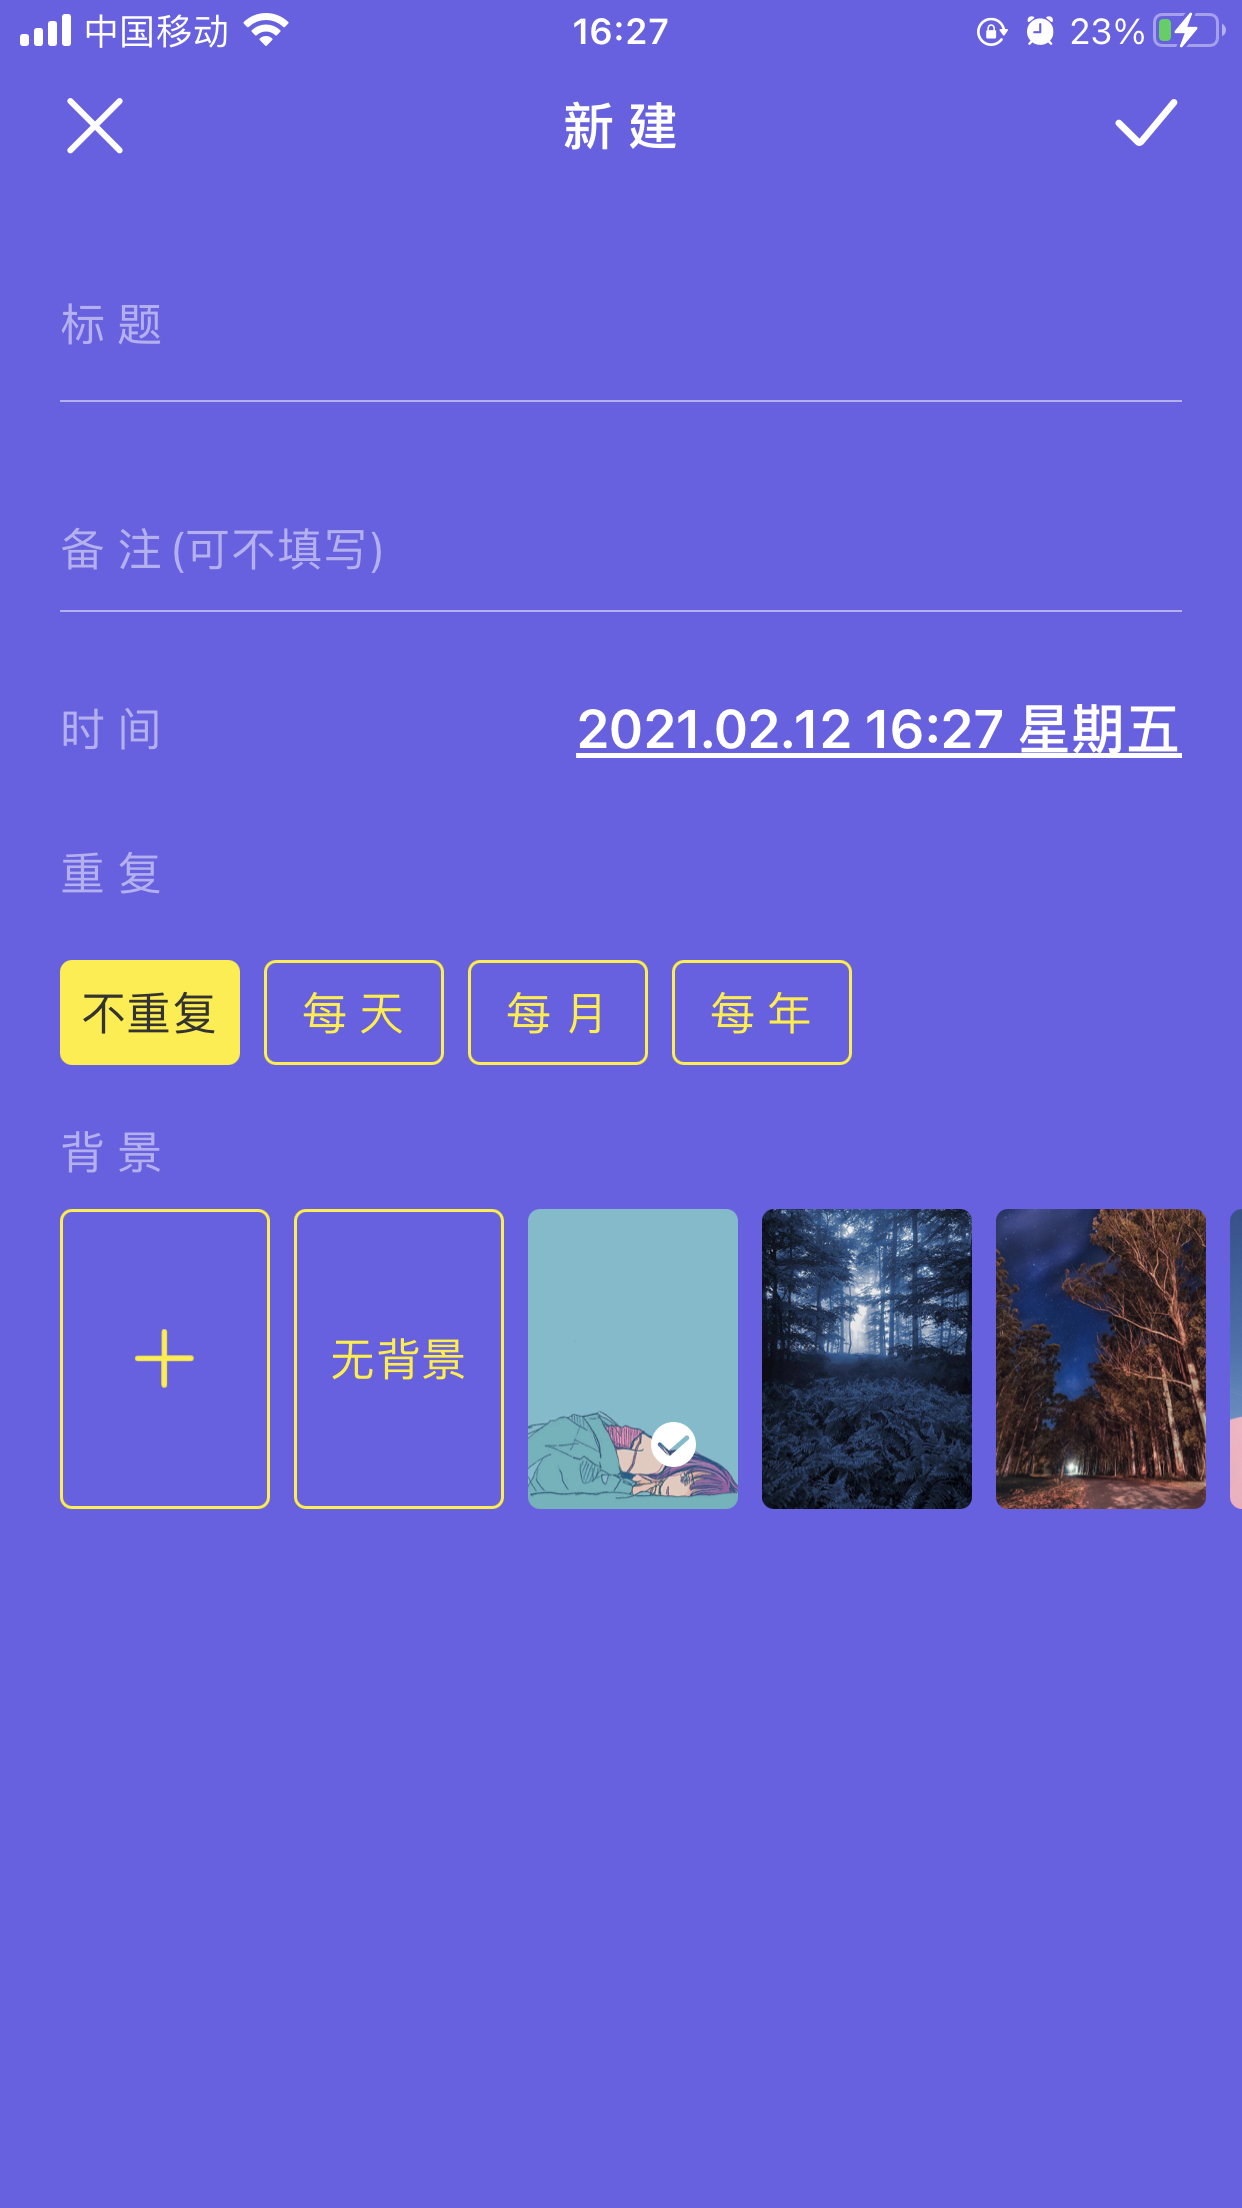 中国移动 16:27 23%
新建
标题
备注(可不填写)
时间 2021.02.12 16:27 星期五
重复
不重复 每天 每月 每年
背景
无背景